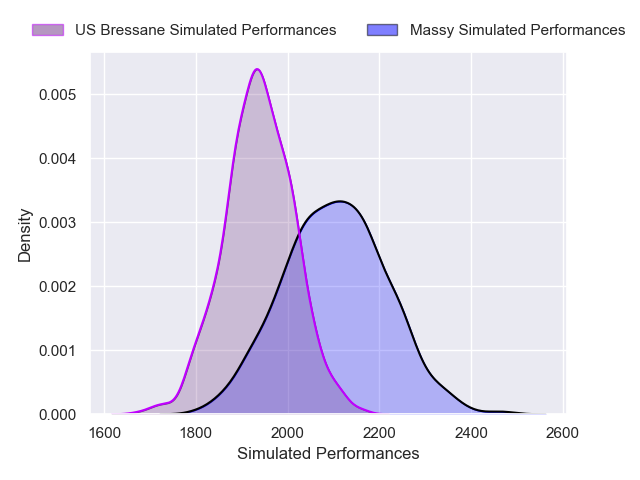 US Bressane Simulated Performances Massy Simulated Performances
0.005
0.004
Density
0.003
0.002
0.001
0.000
1600 1800 2000 2200 2400 2600
Simulated Performances